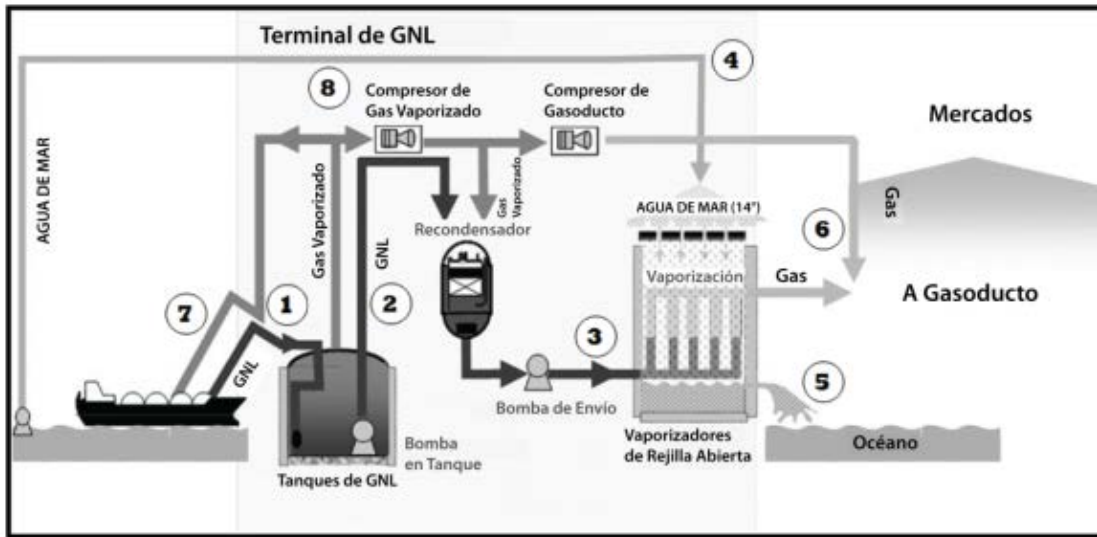 Terminal de GNL
4
8
Compresor de
Gas Vaporizado
Compresor de
Gasoducto
Mercados
AGUA DE MAR
Gas Vaporizado
GNL
Gas
Vaporizado
Recondensador
AGUA DE MAR (14°)
Gas
6
Vaporización
Gas
A Gasoducto
7
1
2
3
GNL
5
Bomba de Envío
Océano
Bomba
en Tanque
Vaporizadores
de Rejilla Abierta
Tanques de GNL